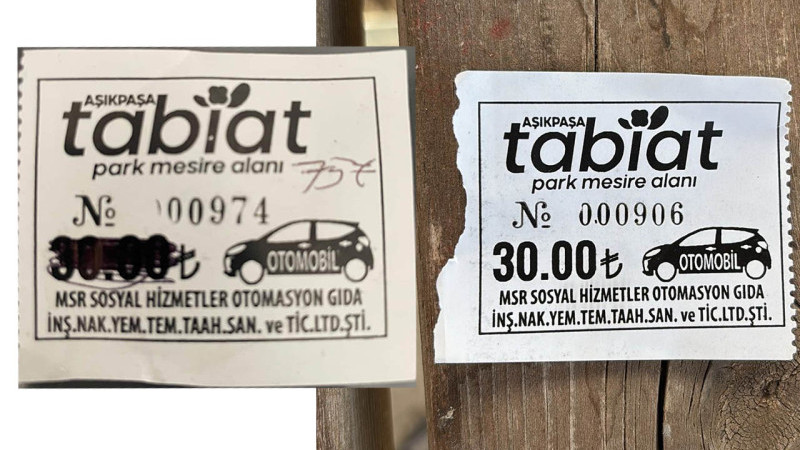 AŞIKPAŞA
tabiat
park mesire alanı
75₺
№ 000974
30.00₺
OTOMOBİL
MSR SOSYAL HİZMETLER OTOMASYON GIDA
İNŞ.NAK.YEM.TEM.TAAH.SAN. ve TİC.LTD.ŞTİ.
AŞIKPAŞA
tabiat
park mesire alanı
№ 000906
30.00₺
OTOMOBİL
MSR SOSYAL HİZMETLER OTOMASYON GIDA
İNŞ.NAK.YEM.TEM.TAAH.SAN. ve TİC.LTD.ŞTİ.